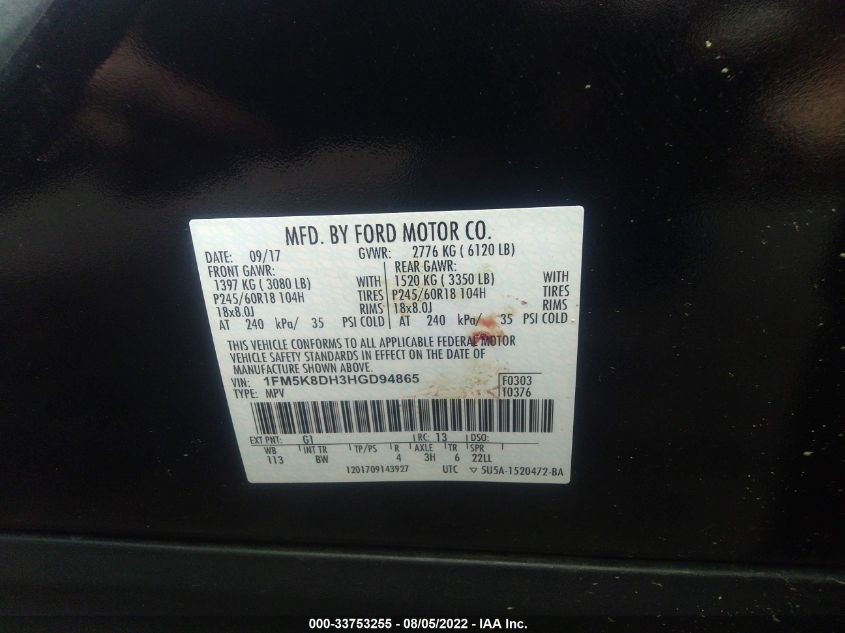 MFD. BY FORD MOTOR CO.
DATE: 09/17 GVWR: 2776 KG ( 6120 LB)
FRONT GAWR: REAR GAWR:
1397 KG ( 3080 LB) WITH 1520 KG ( 3350 LB) WITH
P245/60R18 104H TIRES P245/60R18 104H TIRES
18x8.0J RIMS 18x8.0J RIMS
AT 240 kPa/ 35 PSI COLD AT 240 kPa/ 35 PSI COLD
THIS VEHICLE CONFORMS TO ALL APPLICABLE FEDERAL MOTOR
VEHICLE SAFETY STANDARDS IN EFFECT ON THE DATE OF
MANUFACTURE SHOWN ABOVE.
VIN: 1FM5K8DH3HGD94865 F0303
TYPE: MPV T0376
EXT PNT: G1 RC: 13 DSO:
WB INT TR TP/PS R AXLE TR SPR
113 BW 4 3H 6 22LL
1201709143927 UTC ▽ 5U5A-1520472-BA
000-33753255 - 08/05/2022 - IAA Inc.